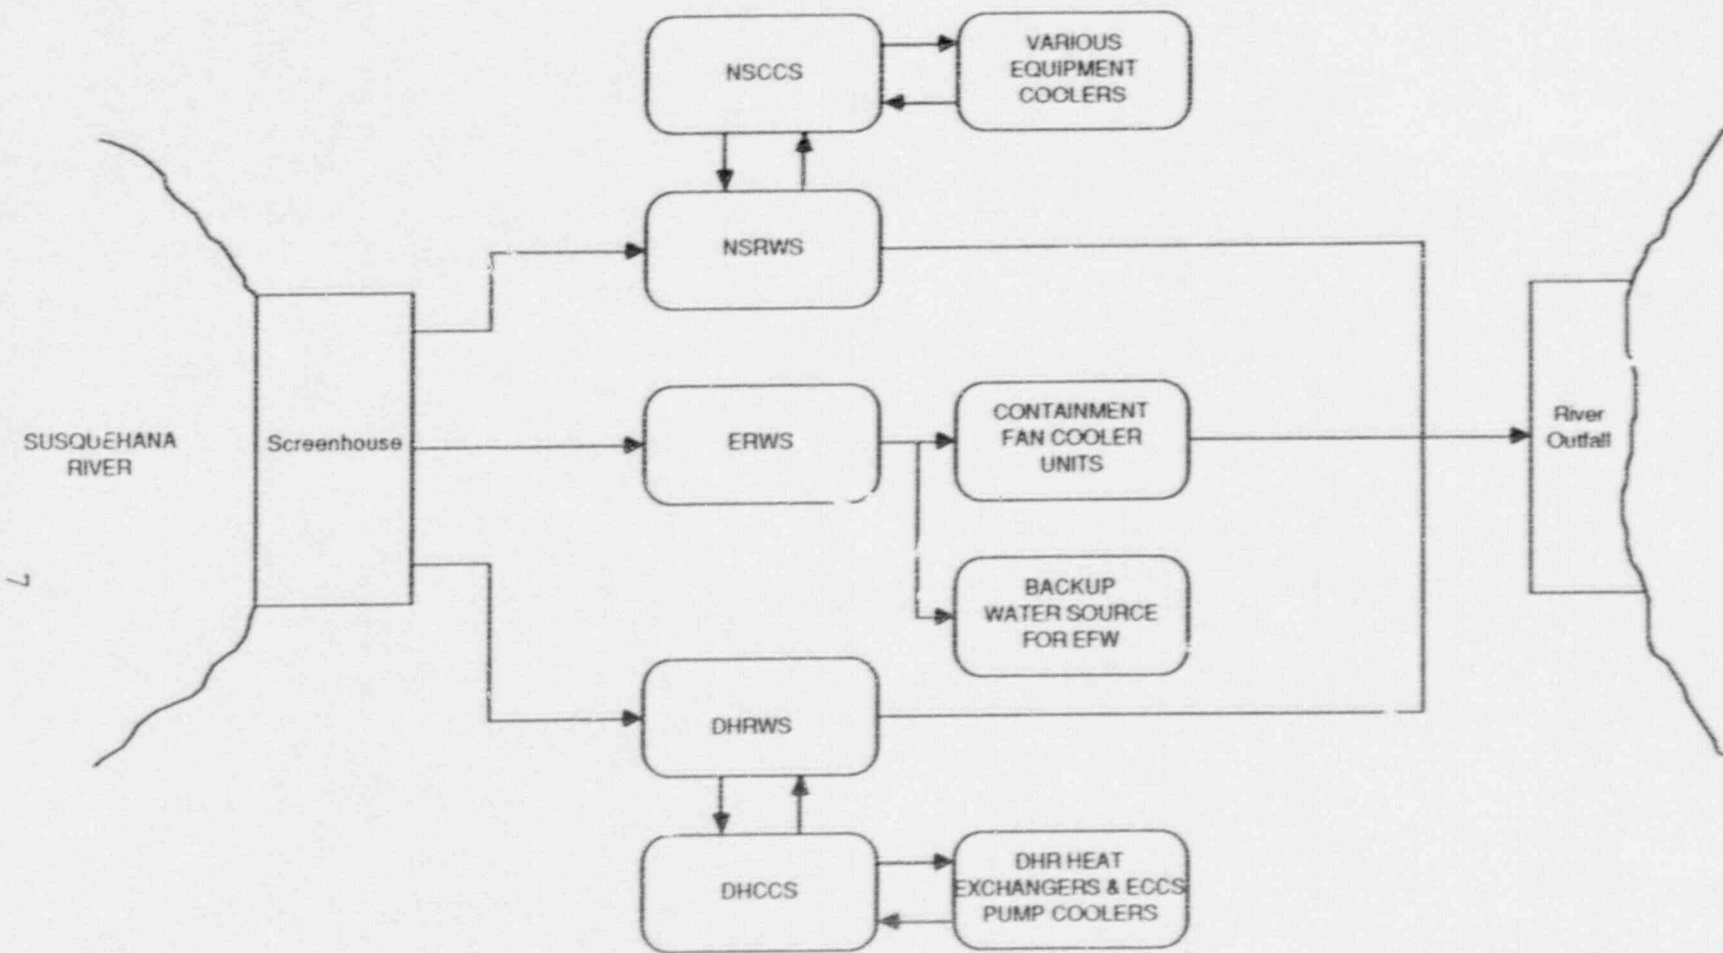 NSCCS
VARIOUS
EQUIPMENT
COOLERS
NSRWS
SUSQUEHANA
RIVER
Screenhouse
ERWS
CONTAINMENT
FAN COOLER
UNITS
River
Outfall
BACKUP
WATER SOURCE
FOR EFW
7
DHRWS
DHCCS
DHR HEAT
EXCHANGERS & ECCS
PUMP COOLERS